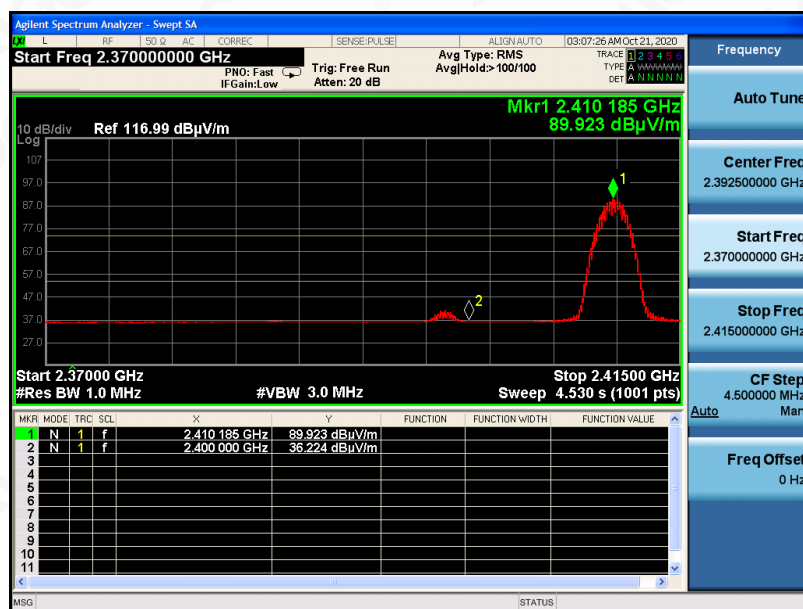 Agilent Spectrum Analyzer - Swept SA
L RF 50 Ω AC CORREC SENSE:PULSE ALIGN AUTO 03:07:26 AM Oct 21, 2020
Start Freq 2.370000000 GHz
PNO: Fast
IFGain:Low
Trig: Free Run
Atten: 20 dB
Avg Type: RMS
Avg|Hold:>100/100
TRACE 1 2 3 4 5 6
TYPE A WWWWW
DET A N N N N N
Mkr1 2.410 185 GHz
89.923 dBµV/m
10 dB/div Ref 116.99 dBµV/m
Log
107
97.0
87.0
77.0
67.0
57.0
47.0
37.0
27.0
1
2
Start 2.37000 GHz Stop 2.41500 GHz
#Res BW 1.0 MHz #VBW 3.0 MHz Sweep 4.530 s (1001 pts)
MKR MODE TRC SCL X Y FUNCTION FUNCTION WIDTH FUNCTION VALUE
1 N 1 f 2.410 185 GHz 89.923 dBµV/m
2 N 1 f 2.400 000 GHz 36.224 dBµV/m
3
4
5
6
7
8
9
10
11
MSG STATUS
Frequency
Auto Tune
Center Freq
2.392500000 GHz
Start Freq
2.370000000 GHz
Stop Freq
2.415000000 GHz
CF Step
4.500000 MHz
Auto Man
Freq Offset
0 Hz